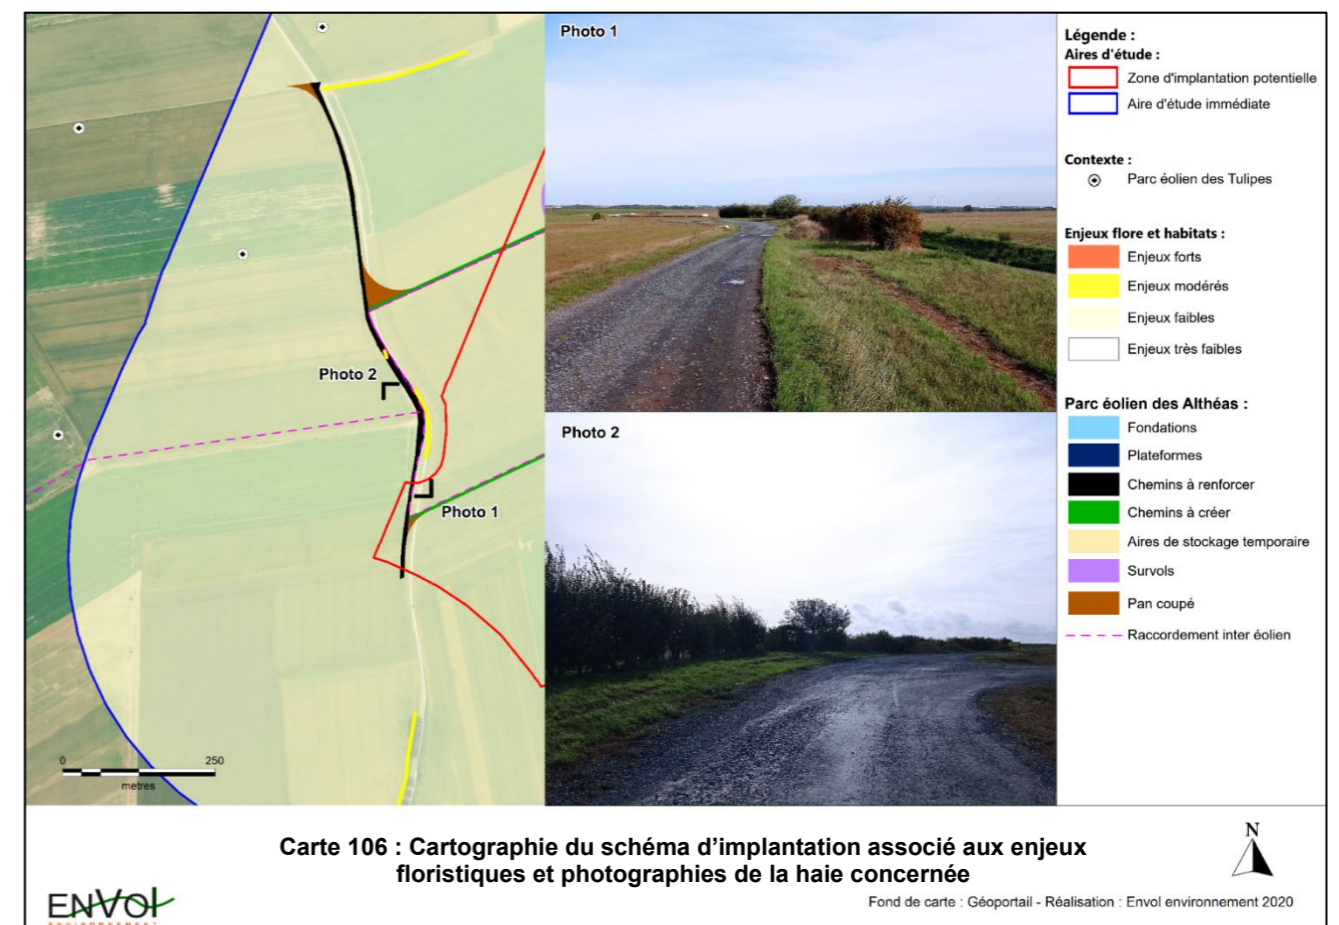 Photo 1
Photo 2
Photo 1
0 250
metres
Photo 2
Légende :
Aires d'étude :
Zone d'implantation potentielle
Aire d'étude immédiate
Contexte :
Parc éolien des Tulipes
Enjeux flore et habitats :
Enjeux forts
Enjeux modérés
Enjeux faibles
Enjeux très faibles
Parc éolien des Althéas :
Fondations
Plateformes
Chemins à renforcer
Chemins à créer
Aires de stockage temporaire
Survols
Pan coupé
Raccordement inter éolien
Carte 106 : Cartographie du schéma d'implantation associé aux enjeux
floristiques et photographies de la haie concernée
N
Fond de carte : Géoportail - Réalisation : Envol environnement 2020
ENVOl